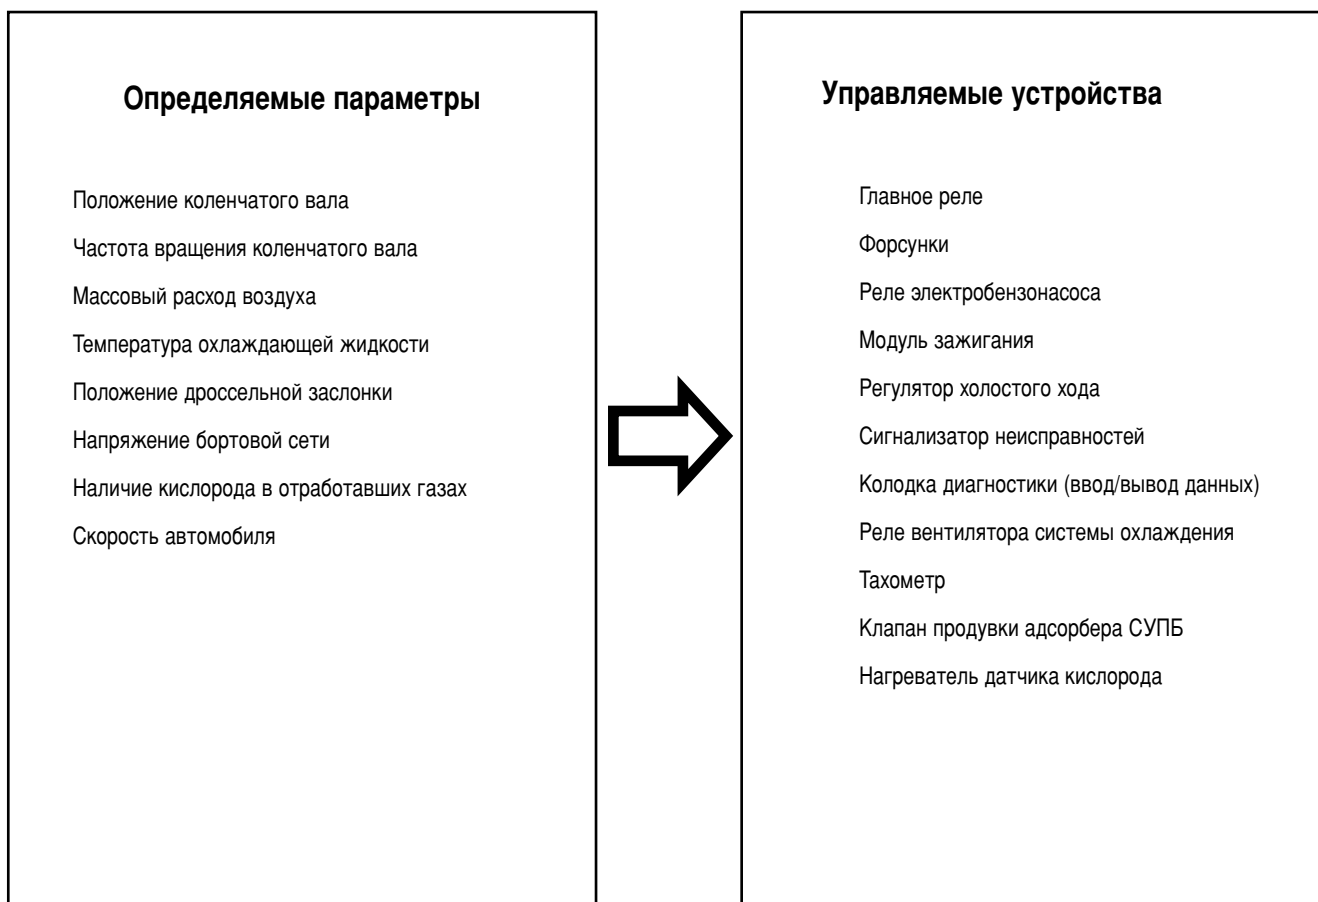 Определяемые параметры
Положение коленчатого вала
Частота вращения коленчатого вала
Массовый расход воздуха
Температура охлаждающей жидкости
Положение дроссельной заслонки
Напряжение бортовой сети
Наличие кислорода в отработавших газах
Скорость автомобиля
Управляемые устройства
Главное реле
Форсунки
Реле электробензонасоса
Модуль зажигания
Регулятор холостого хода
Сигнализатор неисправностей
Колодка диагностики (ввод/вывод данных)
Реле вентилятора системы охлаждения
Тахометр
Клапан продувки адсорбера СУПБ
Нагреватель датчика кислорода